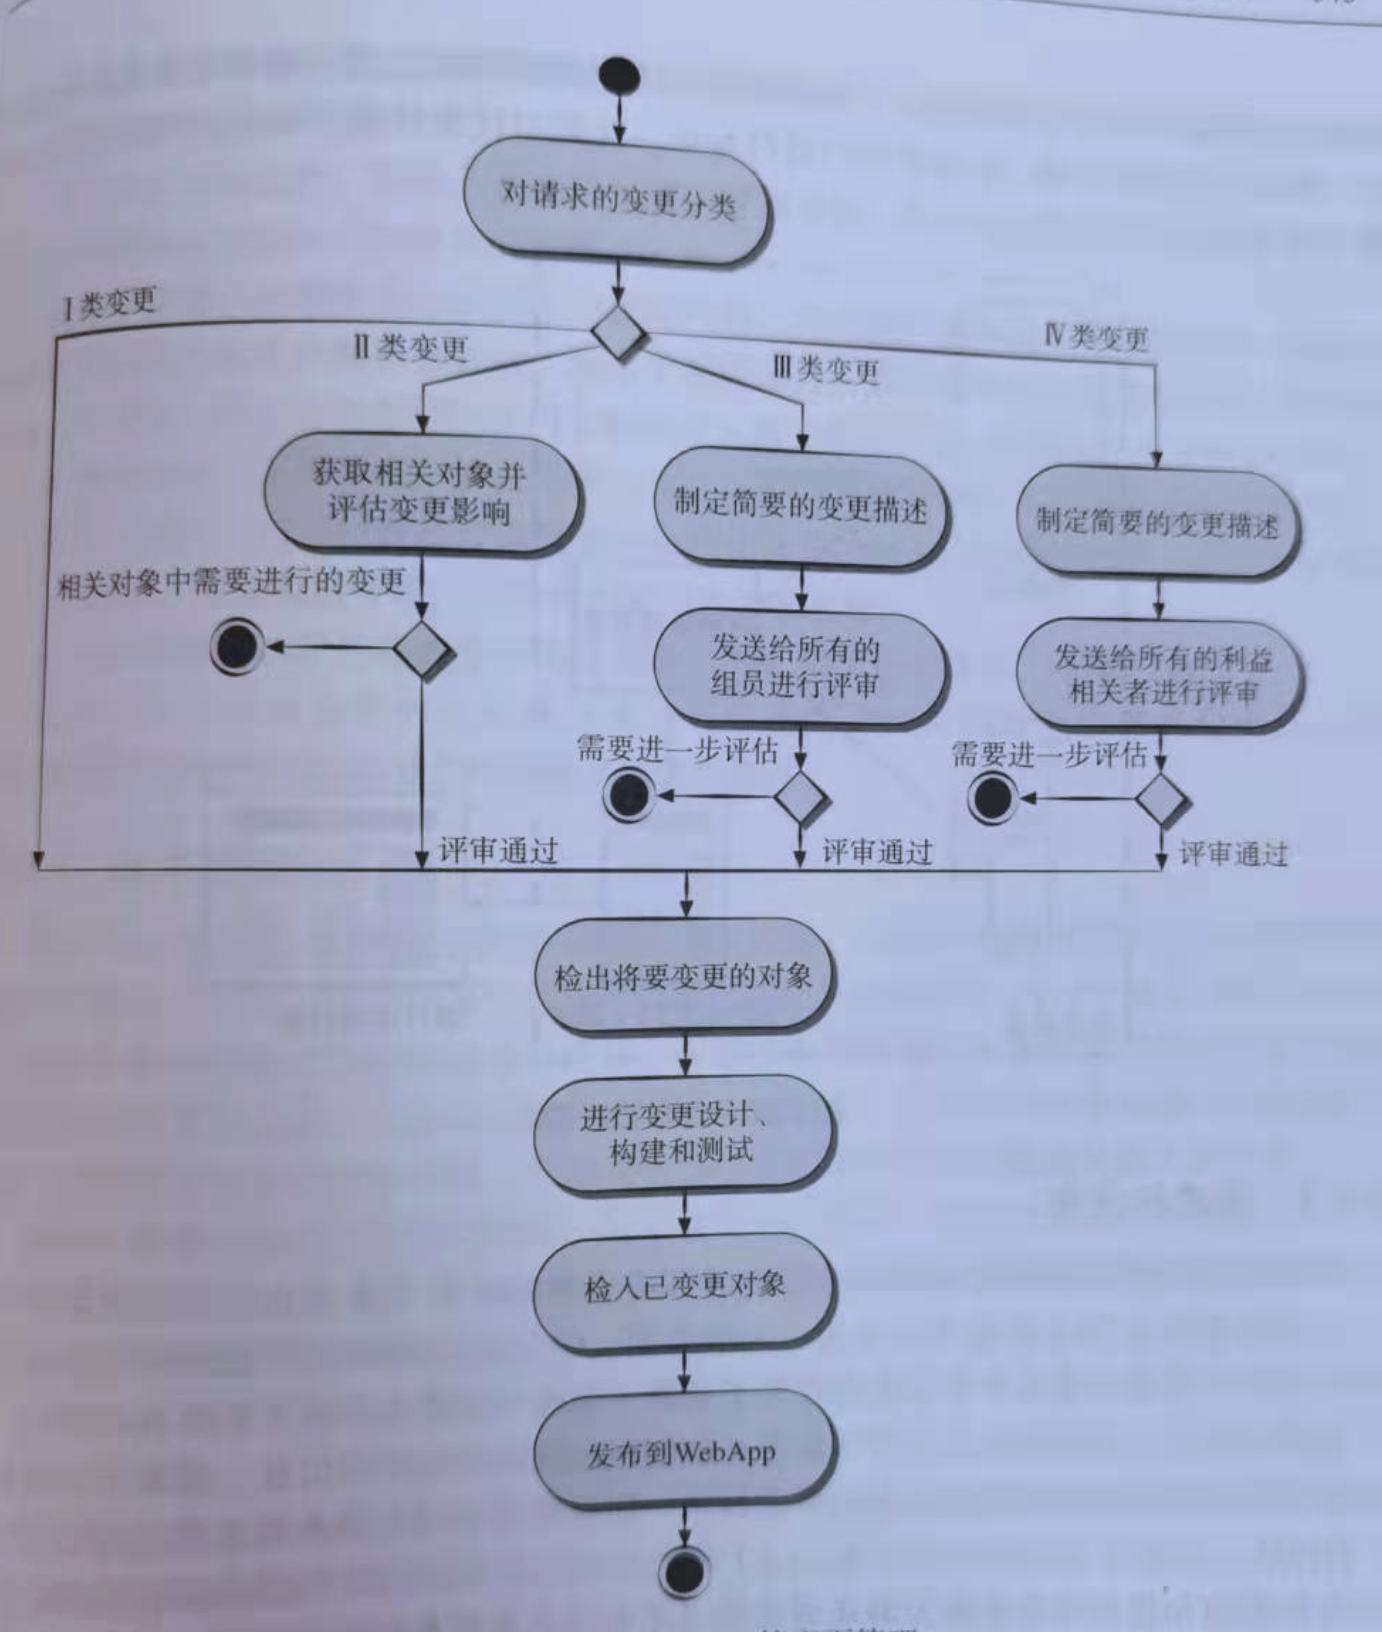 对请求的变更分类
Ⅰ类变更
Ⅱ类变更
Ⅲ类变更
Ⅳ类变更
获取相关对象并
评估变更影响
制定简要的变更描述
制定简要的变更描述
相关对象中需要进行的变更
发送给所有的
组员进行评审
发送给所有的利益
相关者进行评审
需要进一步评估
需要进一步评估
评审通过
评审通过
评审通过
检出将要变更的对象
进行变更设计、
构建和测试
检入已变更对象
发布到WebApp